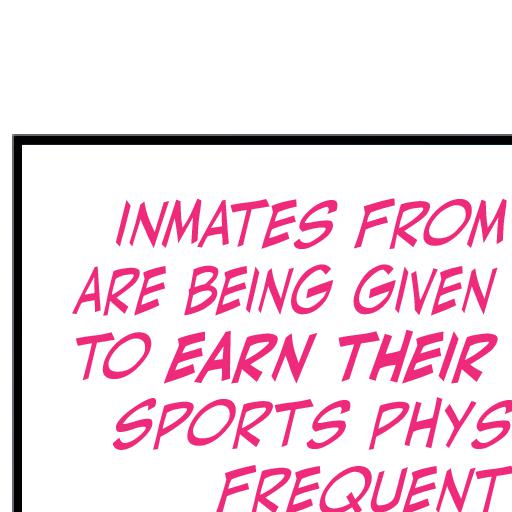 INMATES FROM
ARE BEING GIVEN
TO EARN THEIR
SPORTS PHYS
FREQUENT